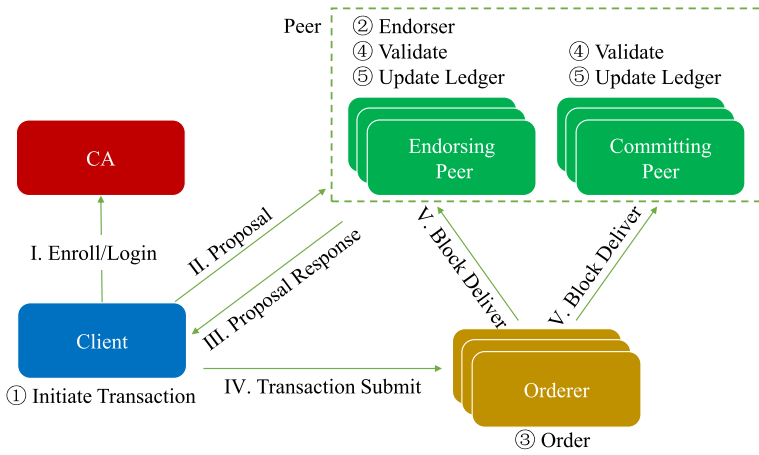 Peer
② Endorser
④ Validate
⑤ Update Ledger
④ Validate
⑤ Update Ledger
Endorsing
Peer
Committing
Peer
CA
I. Enroll/Login
II. Proposal
III. Proposal Response
V. Block Deliver
V. Block Deliver
Client
① Initiate Transaction
IV. Transaction Submit
Orderer
③ Order